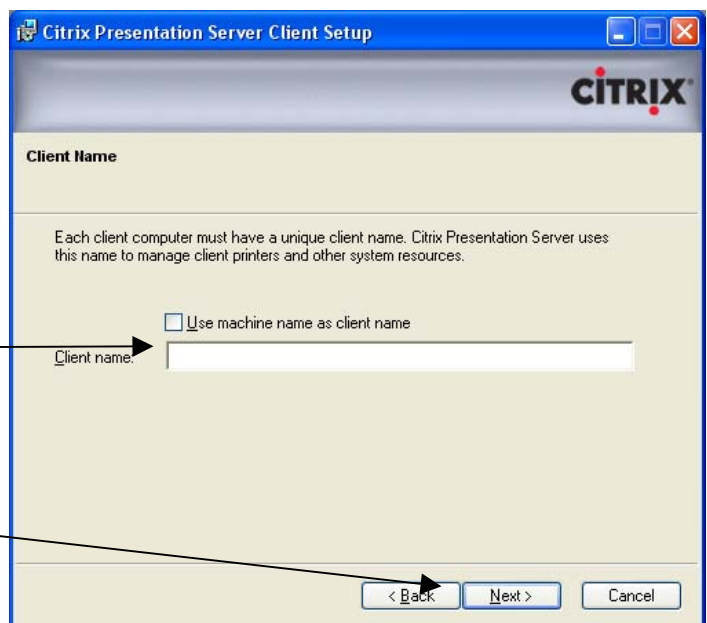 Citrix Presentation Server Client Setup
CITRIX
Client Name
Each client computer must have a unique client name. Citrix Presentation Server uses
this name to manage client printers and other system resources.
Use machine name as client name
Client name:
< Back
Next >
Cancel